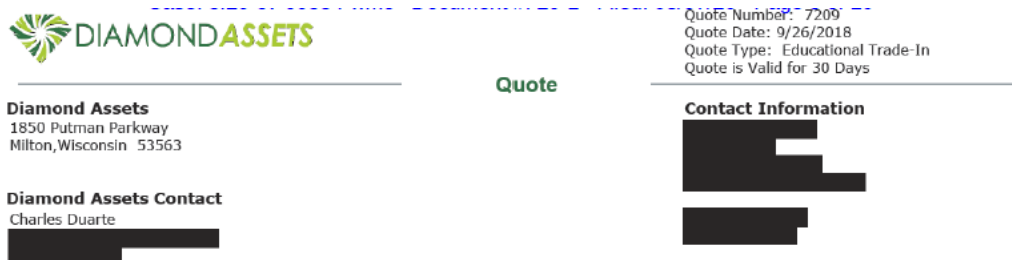 DIAMONDASSETS
Quote Number: 7209
Quote Date: 9/26/2018
Quote Type: Educational Trade-In
Quote is Valid for 30 Days
Quote
Diamond Assets
1850 Putman Parkway
Milton,Wisconsin 53563
Contact Information
Diamond Assets Contact
Charles Duarte